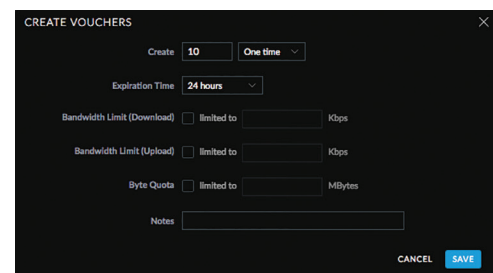 CREATE VOUCHERS
Create 10 One time
Expiration Time 24 hours
Bandwidth Limit (Download) limited to Kbps
Bandwidth Limit (Upload) limited to Kbps
Byte Quota limited to MBytes
Notes
CANCEL SAVE